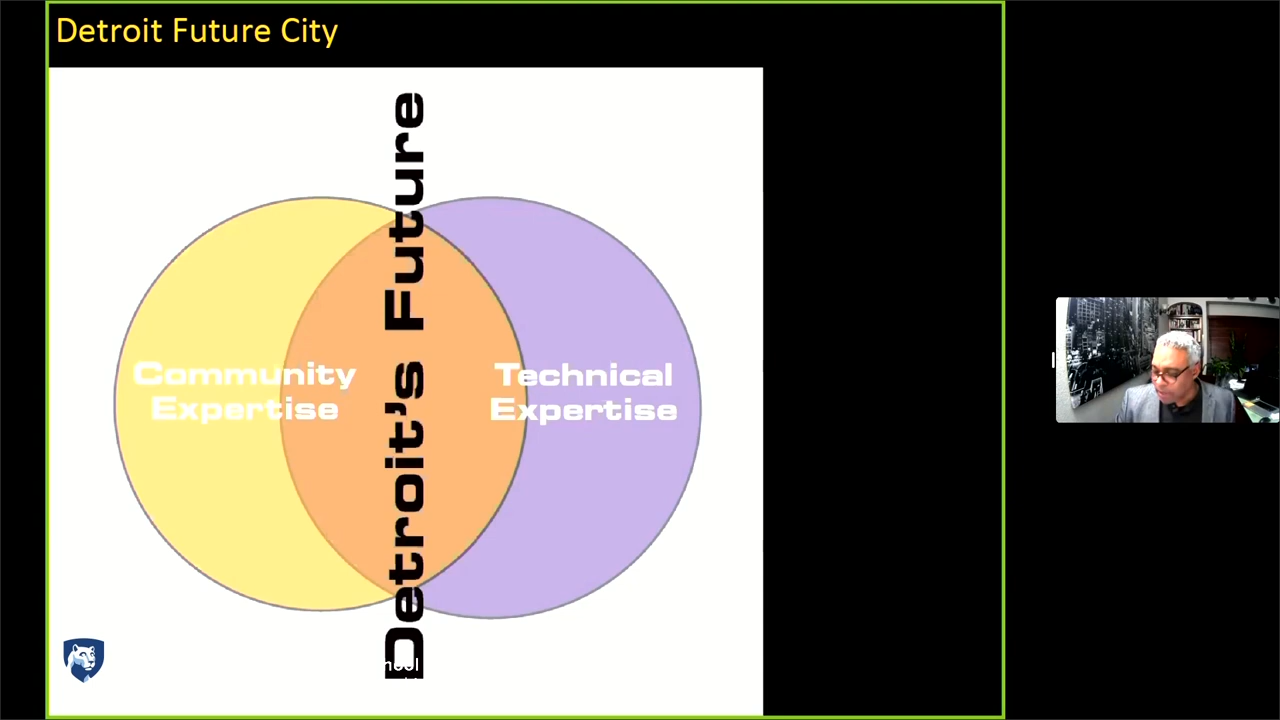 Detroit Future City
Detroit's Future
Community
Expertise
Technical
Expertise